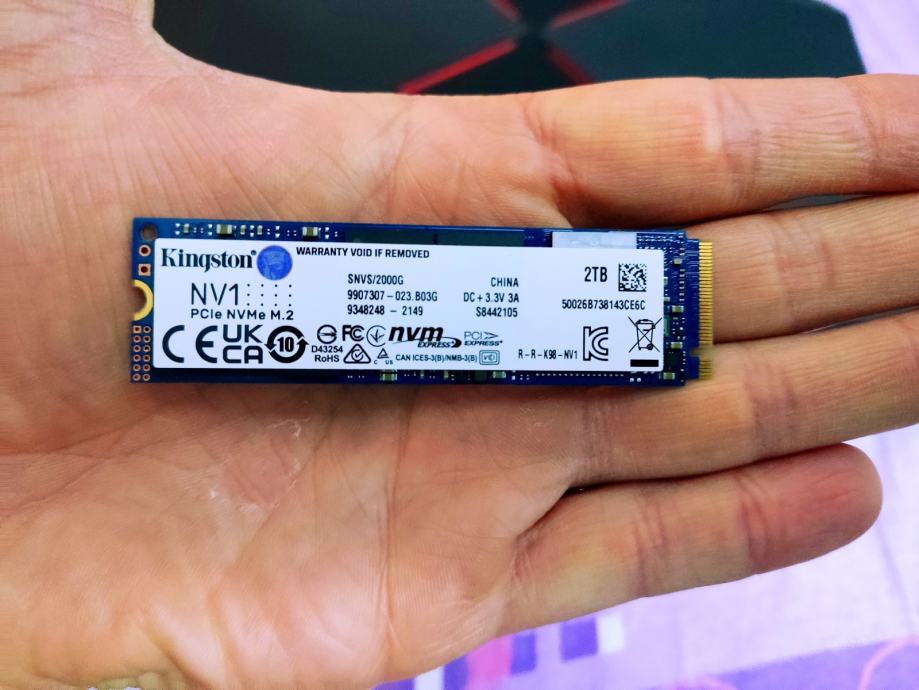 Kingston
WARRANTY VOID IF REMOVED
NV1
PCIe NVMe M.2
SNVS/2000G
9907307-023.B03G
9348248 - 2149
CHINA
DC + 3.3V 3A
S8442105
2TB
50026B738143CE6C
CE UK CA
10
D43254
RoHS
FC
nvm EXPRESS
PCI EXPRESS
C US
CAN ICES-3(B)/NMB-3(B)
VCI
R-R-K98-NV1